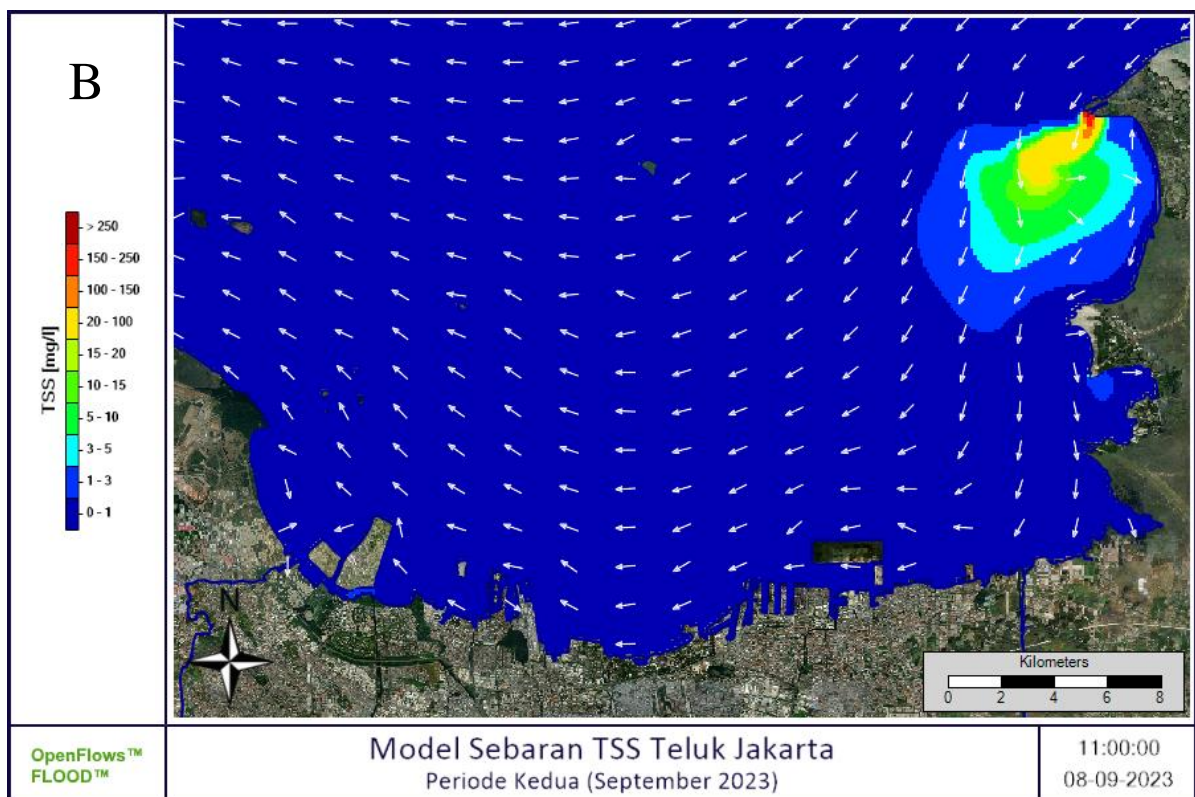 B
TSS [mg/l]
> 250
150 - 250
100 - 150
20 - 100
15 - 20
10 - 15
5 - 10
3 - 5
1 - 3
0 - 1
N
Kilometers
0 2 4 6 8
OpenFlows™
FLOOD™
Model Sebaran TSS Teluk Jakarta
Periode Kedua (September 2023)
11:00:00
08-09-2023